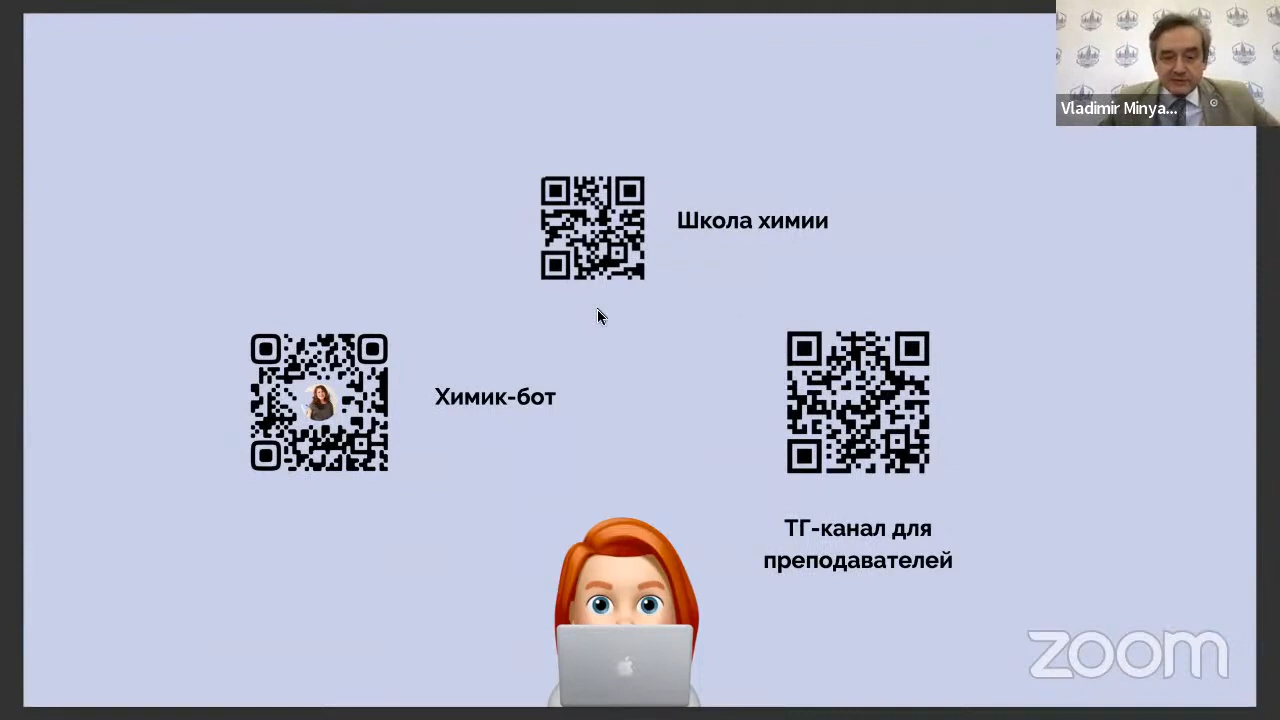 Vladimir Minya...
Школа химии
Химик-бот
ТГ-канал для
преподавателей
zoom